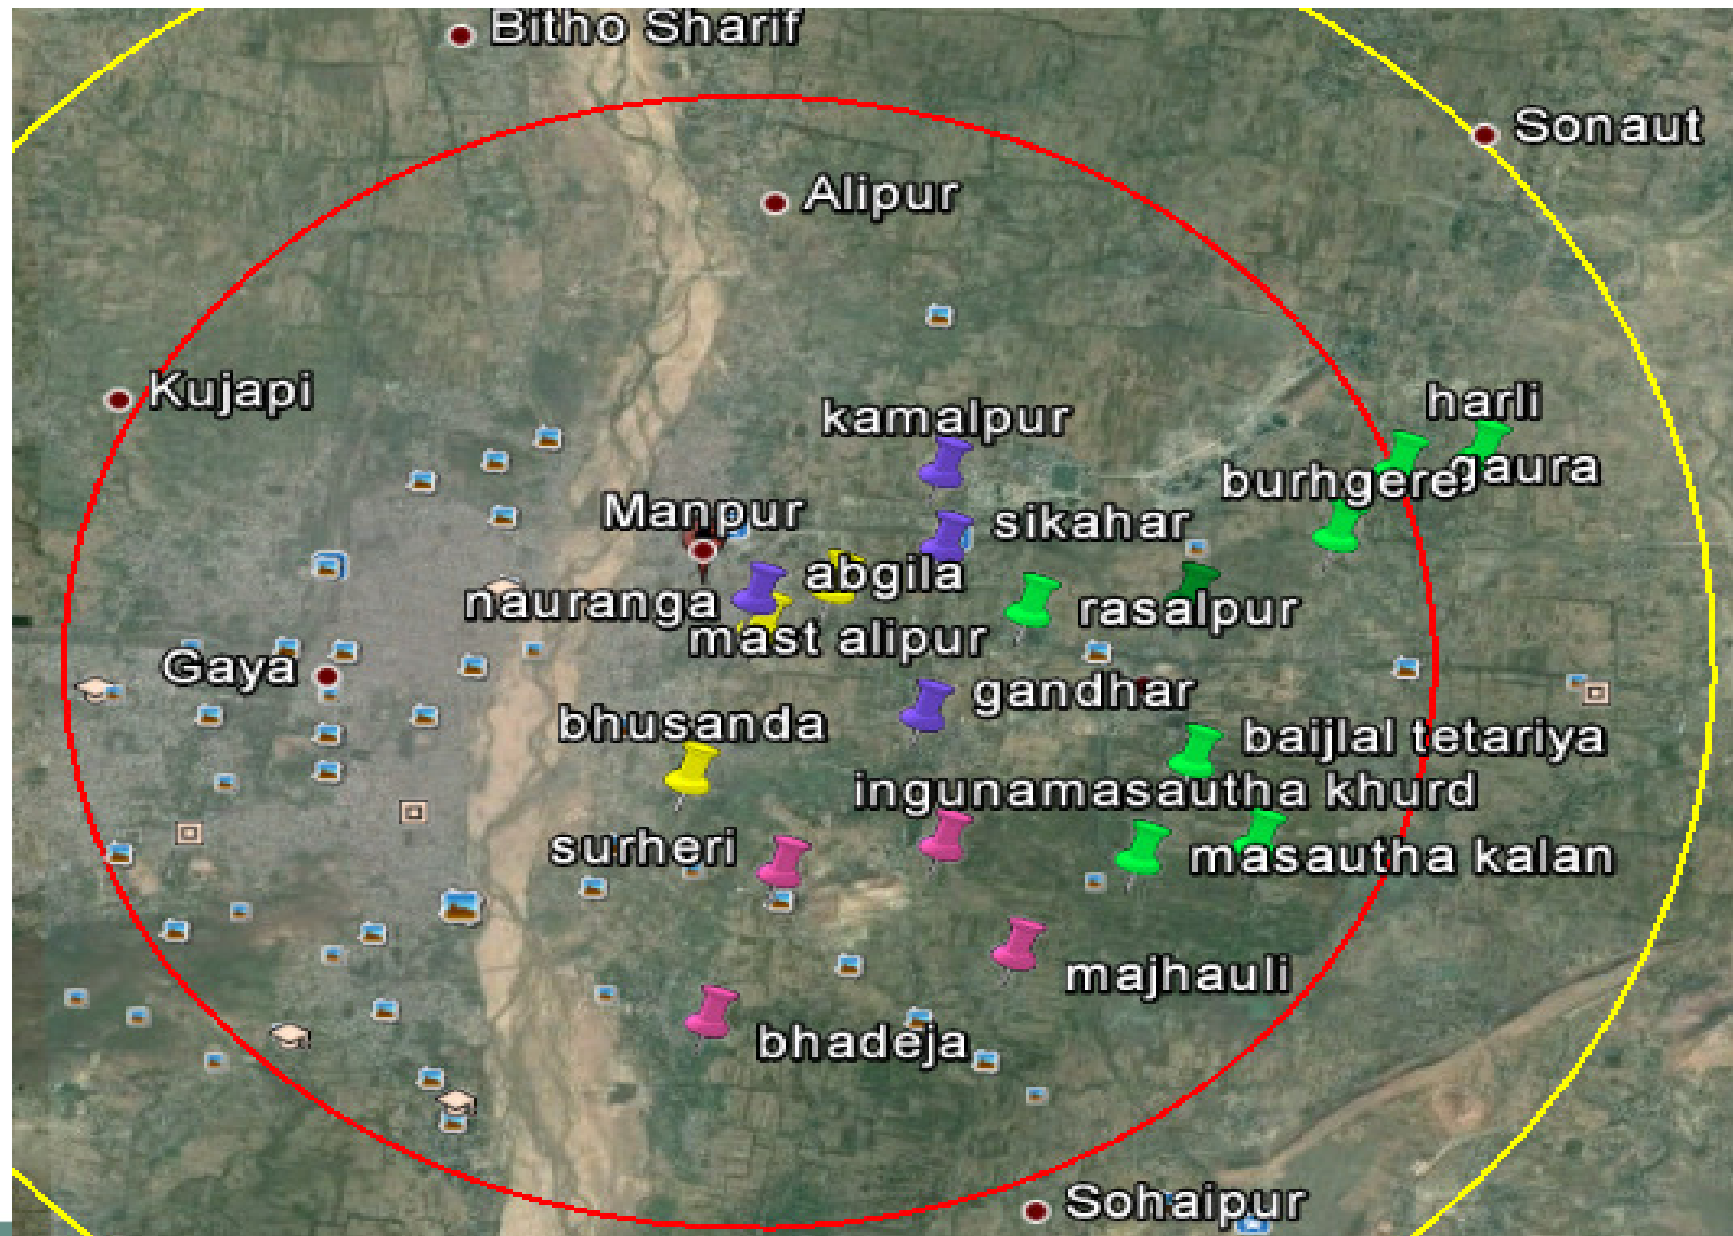 Bitho Sharif
Sonaut
Alipur
Kujapi
harli
kamalpur
gaura
burhgere
Manpur
sikahar
abgila
nauranga
rasalpur
mast alipur
Gaya
gandhar
bhusanda
baijlal tetariya
ingunamasautha khurd
surheri
masautha kalan
majhauli
bhadeja
Sohaipur